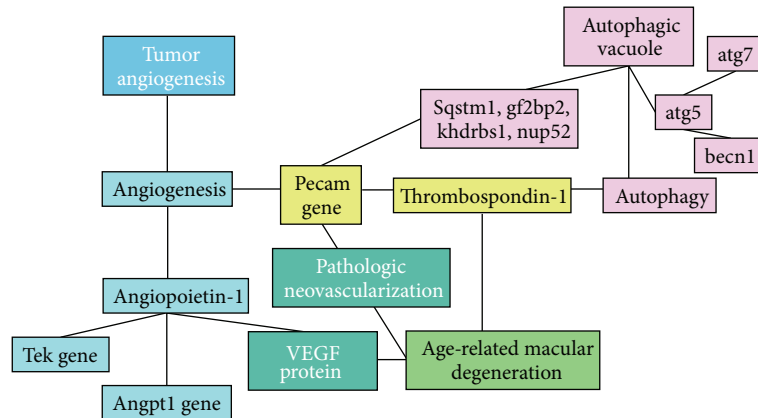 Autophagic
vacuole
Tumor
angiogenesis
atg7
Sqstm1, gf2bp2,
khdrbs1, nup52
atg5
becn1
Angiogenesis
Pecam
gene
Thrombospondin-1
Autophagy
Pathologic
neovascularization
Angiopoietin-1
Tek gene
VEGF
protein
Age-related macular
degeneration
Angpt1 gene